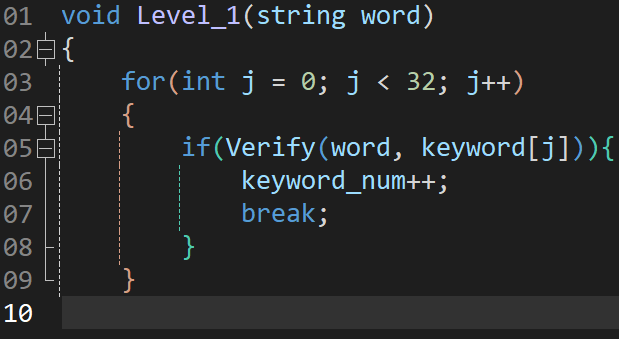 01 void Level_1(string word)
02 {
03     for(int j = 0; j < 32; j++)
04     {
05         if(Verify(word, keyword[j])){
06             keyword_num++;
07             break;
08         }
09     }
10